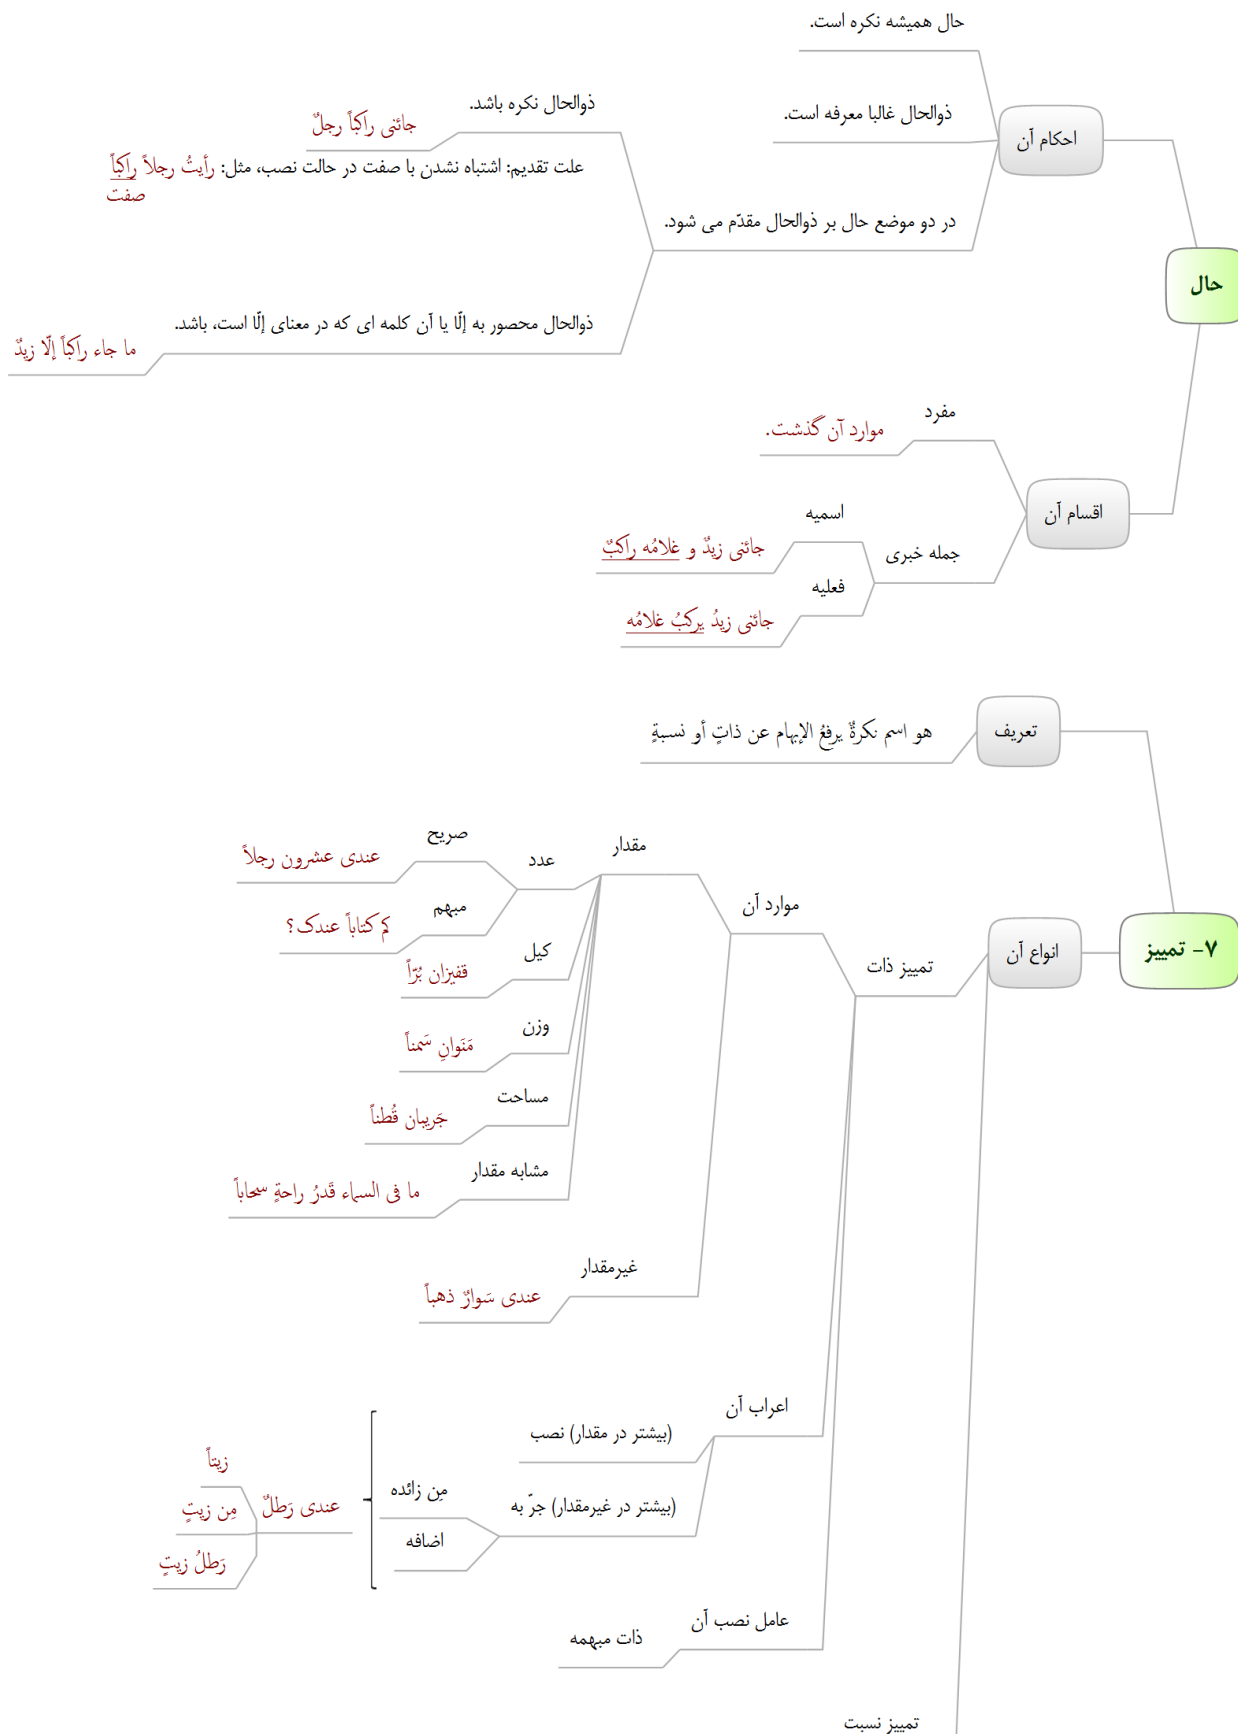 حال
احکام آن
حال همیشه نکره است.
ذوالحال غالبا معرفه است.
در دو موضع حال بر ذوالحال مقدّم می شود.
ذوالحال نکره باشد.
جائنی راکباً رجلٌ
علت تقدیم: اشتباه نشدن با صفت در حالت نصب، مثل: رأیتُ رجلاً راکباً
صفت
ذوالحال محصور به إلّا یا آن کلمه ای که در معنای إلّا است، باشد.
ما جاء راکباً إلّا زیدٌ
اقسام آن
مفرد
موارد آن گذشت.
جمله خبری
اسمیه
جائنی زیدٌ و غلامُه راکبٌ
فعلیه
جائنی زیدُ یرکبُ غلامُه
۷- تمییز
تعریف
هو اسم نکرةٌ یرفعُ الإبهام عن ذاتٍ أو نسبةٍ
انواع آن
تمییز ذات
موارد آن
مقدار
عدد
صریح
عندی عشرون رجلاً
مبهم
کم کتاباً عندک؟
کیل
قفیزان بُرّاً
وزن
مَنَوانِ سَمناً
مساحت
جَریبان قُطناً
مشابه مقدار
ما فی السماء قَدرُ راحةٍ سحاباً
غیرمقدار
عندی سَوارٌ ذهباً
اعراب آن
(بیشتر در مقدار) نصب
(بیشتر در غیرمقدار) جرّ به
مِن زائده
اضافه
عندی رَطلٌ
زیتاً
مِن زیتٍ
رَطلُ زیتٍ
عامل نصب آن
ذات مبهمه
تمییز نسبت